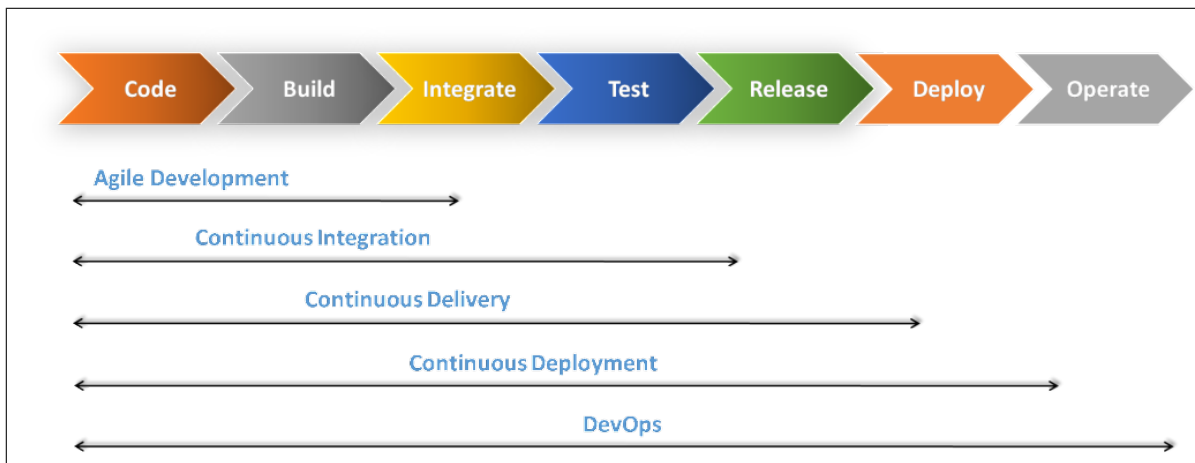 Code Build Integrate Test Release Deploy Operate
Agile Development
Continuous Integration
Continuous Delivery
Continuous Deployment
DevOps